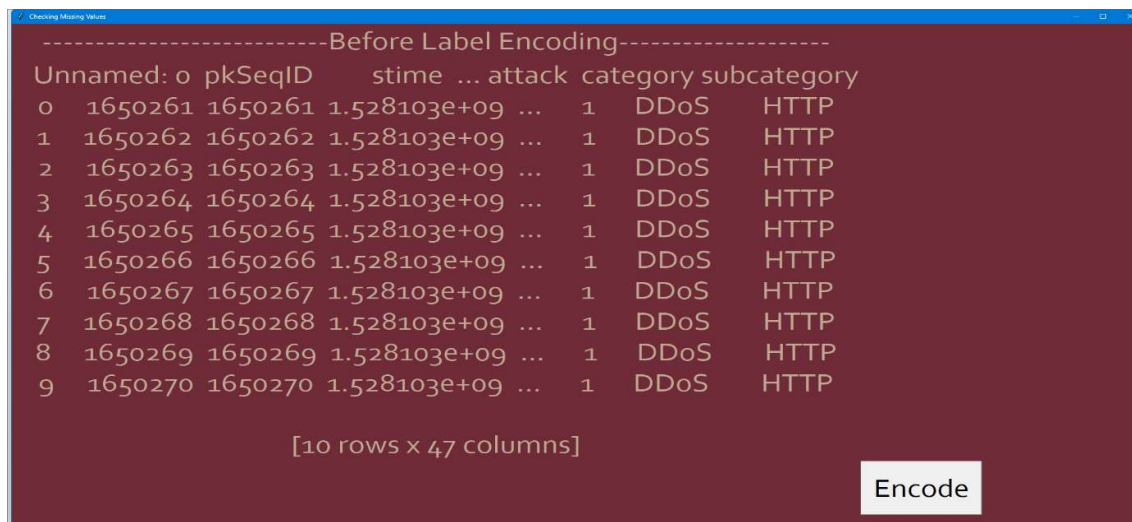 Checking Missing Values
---------------------------Before Label Encoding--------------------
Unnamed: 0 pkSeqID stime ... attack category subcategory
0 1650261 1650261 1.528103e+09 ... 1 DDoS HTTP
1 1650262 1650262 1.528103e+09 ... 1 DDoS HTTP
2 1650263 1650263 1.528103e+09 ... 1 DDoS HTTP
3 1650264 1650264 1.528103e+09 ... 1 DDoS HTTP
4 1650265 1650265 1.528103e+09 ... 1 DDoS HTTP
5 1650266 1650266 1.528103e+09 ... 1 DDoS HTTP
6 1650267 1650267 1.528103e+09 ... 1 DDoS HTTP
7 1650268 1650268 1.528103e+09 ... 1 DDoS HTTP
8 1650269 1650269 1.528103e+09 ... 1 DDoS HTTP
9 1650270 1650270 1.528103e+09 ... 1 DDoS HTTP
[10 rows x 47 columns]
Encode